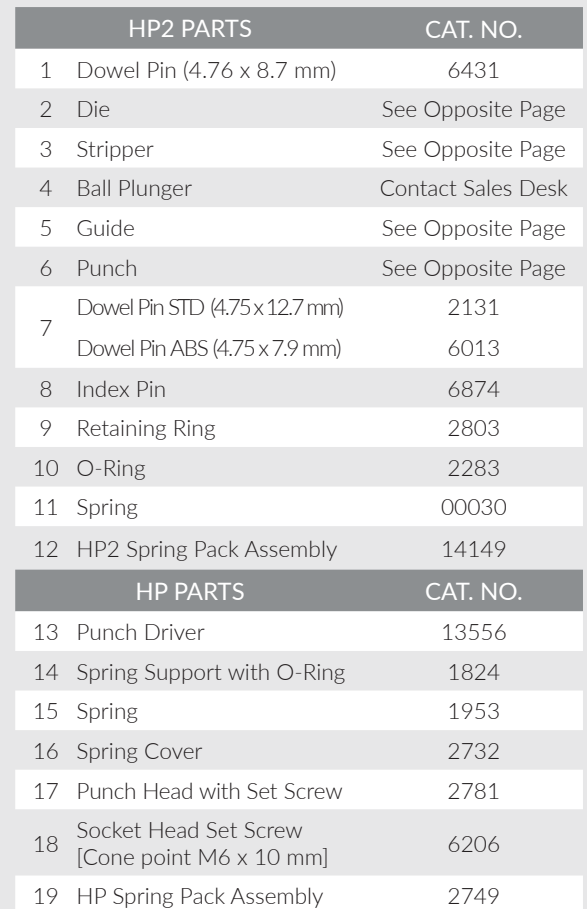 HP2 PARTS CAT. NO.
1 Dowel Pin (4.76 x 8.7 mm) 6431
2 Die See Opposite Page
3 Stripper See Opposite Page
4 Ball Plunger Contact Sales Desk
5 Guide See Opposite Page
6 Punch See Opposite Page
7 Dowel Pin STD (4.75 x 12.7 mm) 2131
Dowel Pin ABS (4.75 x 7.9 mm) 6013
8 Index Pin 6874
9 Retaining Ring 2803
10 O-Ring 2283
11 Spring 00030
12 HP2 Spring Pack Assembly 14149
HP PARTS CAT. NO.
13 Punch Driver 13556
14 Spring Support with O-Ring 1824
15 Spring 1953
16 Spring Cover 2732
17 Punch Head with Set Screw 2781
18 Socket Head Set Screw 6206
[Cone point M6 x 10 mm]
19 HP Spring Pack Assembly 2749